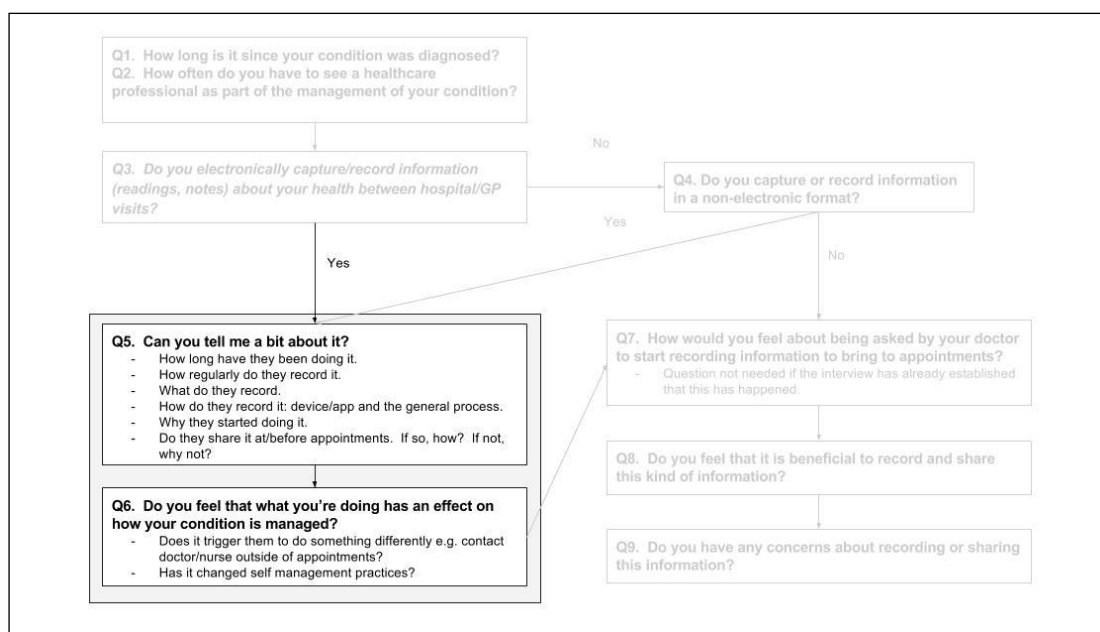 Q1. How long is it since your condition was diagnosed?
Q2. How often do you have to see a healthcare
professional as part of the management of your condition?
No
Q3. Do you electronically capture/record information
(readings, notes) about your health between hospital/GP
visits?
Q4. Do you capture or record information
in a non-electronic format?
Yes
Yes
No
Q5. Can you tell me a bit about it?
- How long have they been doing it.
- How regularly do they record it.
- What do they record.
- How do they record it: device/app and the general process.
- Why they started doing it.
- Do they share it at/before appointments. If so, how? If not,
why not?
Q6. Do you feel that what you're doing has an effect on
how your condition is managed?
- Does it trigger them to do something differently e.g. contact
doctor/nurse outside of appointments?
- Has it changed self management practices?
Q7. How would you feel about being asked by your doctor
to start recording information to bring to appointments?
- Question not needed if the interview has already established
that this has happened.
Q8. Do you feel that it is beneficial to record and share
this kind of information?
Q9. Do you have any concerns about recording or sharing
this information?